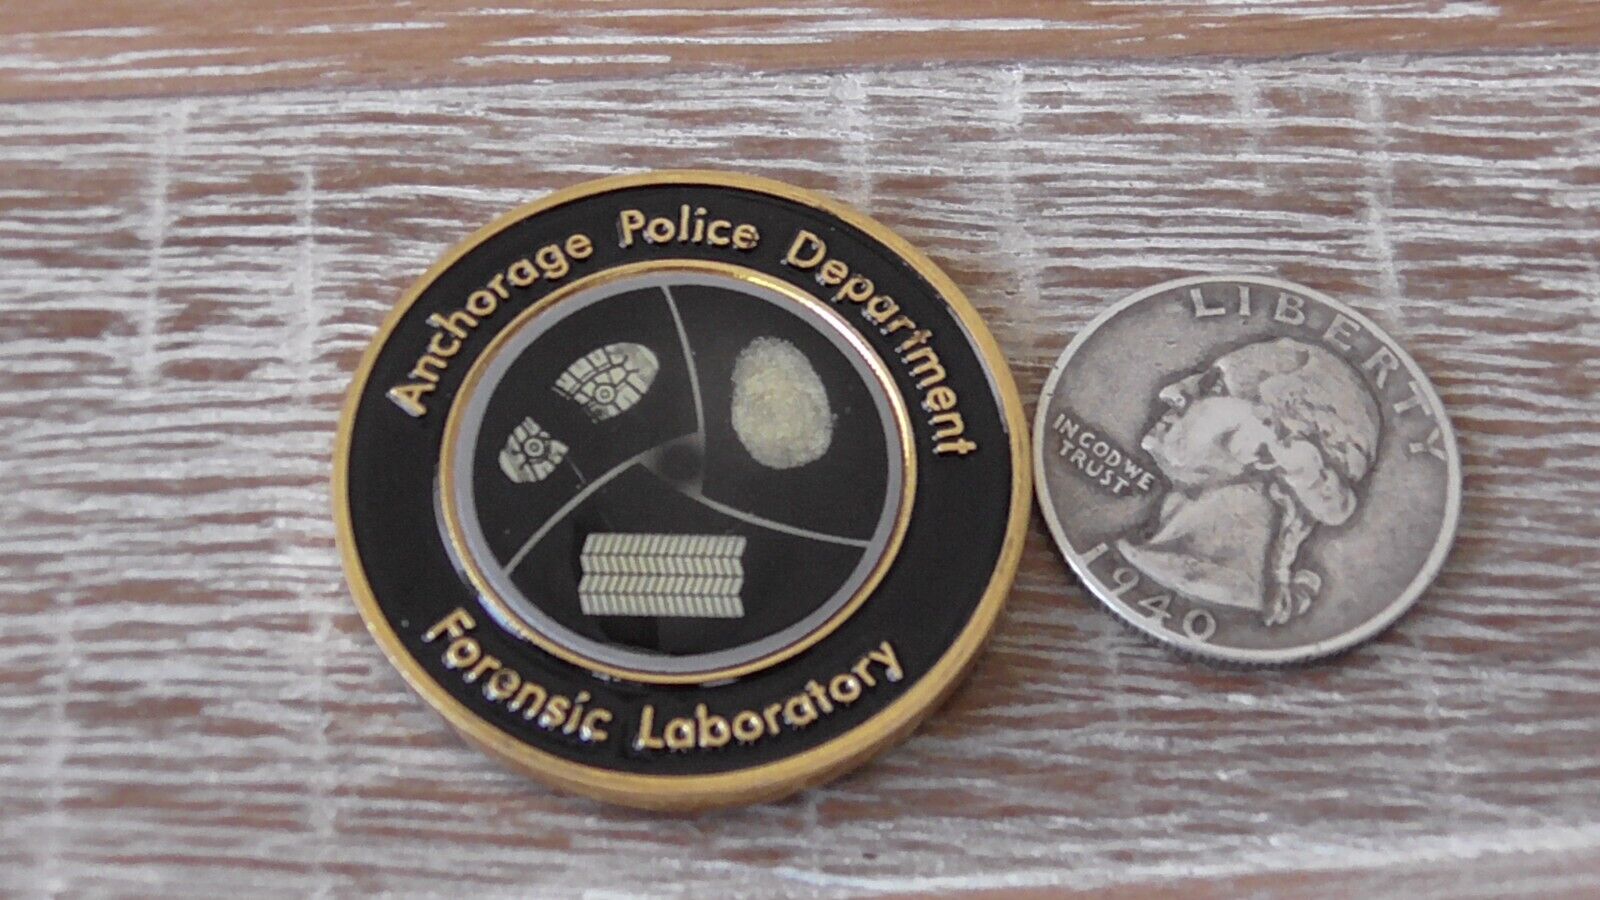 Anchorage Police Department
Forensic Laboratory
LIBERTY
IN GOD WE
TRUST
1940